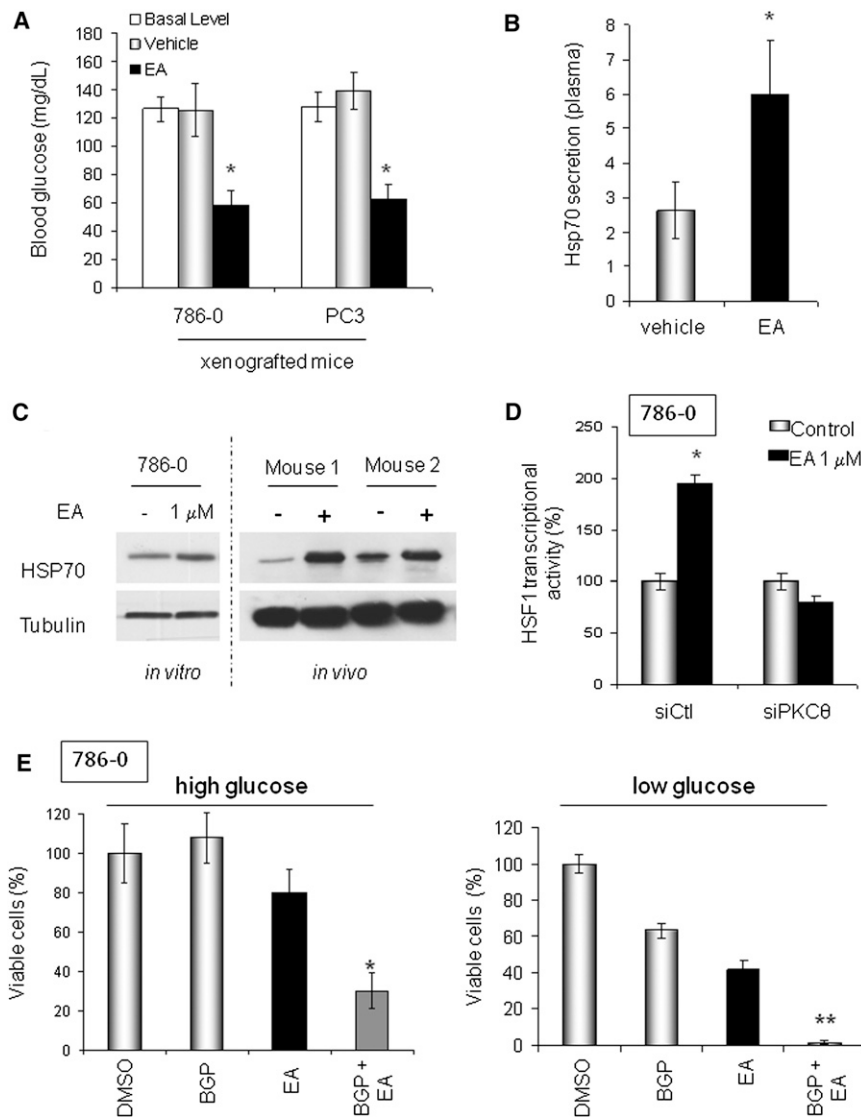 A
Basal Level
Vehicle
EA
Blood glucose (mg/dL)
180
160
140
120
100
80
60
40
20
0
*
*
786-0 PC3
xenografted mice
B
Hsp70 secretion (plasma)
8
7
6
5
4
3
2
1
0
*
vehicle EA
C
786-0 Mouse 1 Mouse 2
EA - 1 μM - + - +
HSP70
Tubulin
in vitro in vivo
D
786-0
Control
EA 1 μM
HSF1 transcriptional
activity (%)
250
200
150
100
50
0
*
siCtl siPKCθ
E
786-0
high glucose
Viable cells (%)
120
100
80
60
40
20
0
*
DMSO
BGP
EA
BGP +
EA
low glucose
Viable cells (%)
120
100
80
60
40
20
0
**
DMSO
BGP
EA
BGP +
EA